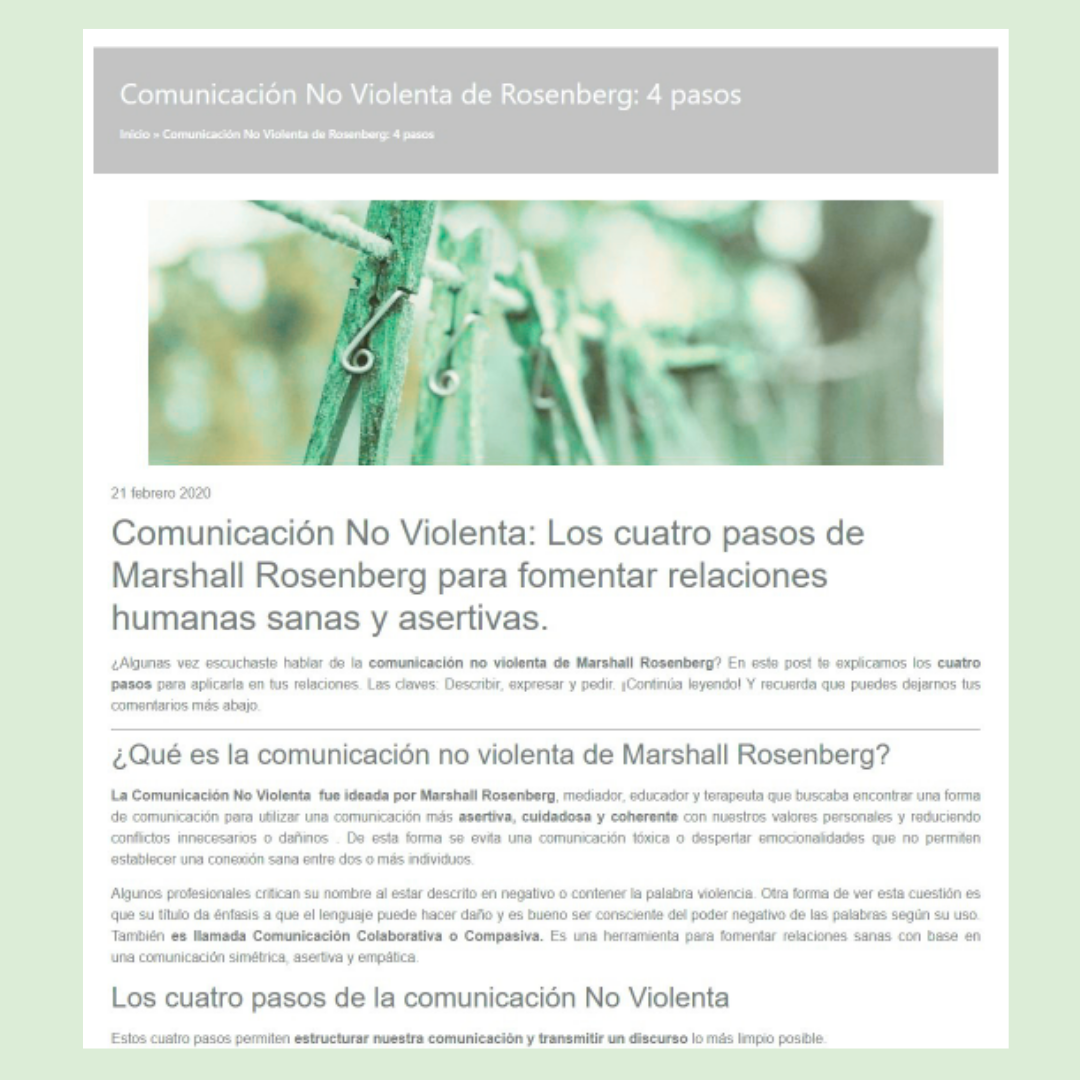 Comunicación No Violenta de Rosenberg: 4 pasos
Inicio » Comunicación No Violenta de Rosenberg: 4 pasos
21 febrero 2020
Comunicación No Violenta: Los cuatro pasos de
Marshall Rosenberg para fomentar relaciones
humanas sanas y asertivas.
¿Algunas vez escuchaste hablar de la comunicación no violenta de Marshall Rosenberg? En este post te explicamos los cuatro
pasos para aplicarla en tus relaciones. Las claves: Describir, expresar y pedir. ¡Continúa leyendo! Y recuerda que puedes dejarnos tus
comentarios más abajo.
¿Qué es la comunicación no violenta de Marshall Rosenberg?
La Comunicación No Violenta fue ideada por Marshall Rosenberg, mediador, educador y terapeuta que buscaba encontrar una forma
de comunicación para utilizar una comunicación más asertiva, cuidadosa y coherente con nuestros valores personales y reduciendo
conflictos innecesarios o dañinos . De esta forma se evita una comunicación tóxica o despertar emocionalidades que no permiten
establecer una conexión sana entre dos o más individuos.
Algunos profesionales critican su nombre al estar descrito en negativo o contener la palabra violencia. Otra forma de ver esta cuestión es
que su título da énfasis a que el lenguaje puede hacer daño y es bueno ser consciente del poder negativo de las palabras según su uso.
También es llamada Comunicación Colaborativa o Compasiva. Es una herramienta para fomentar relaciones sanas con base en
una comunicación simétrica, asertiva y empática.
Los cuatro pasos de la comunicación No Violenta
Estos cuatro pasos permiten estructurar nuestra comunicación y transmitir un discurso lo más limpio posible.